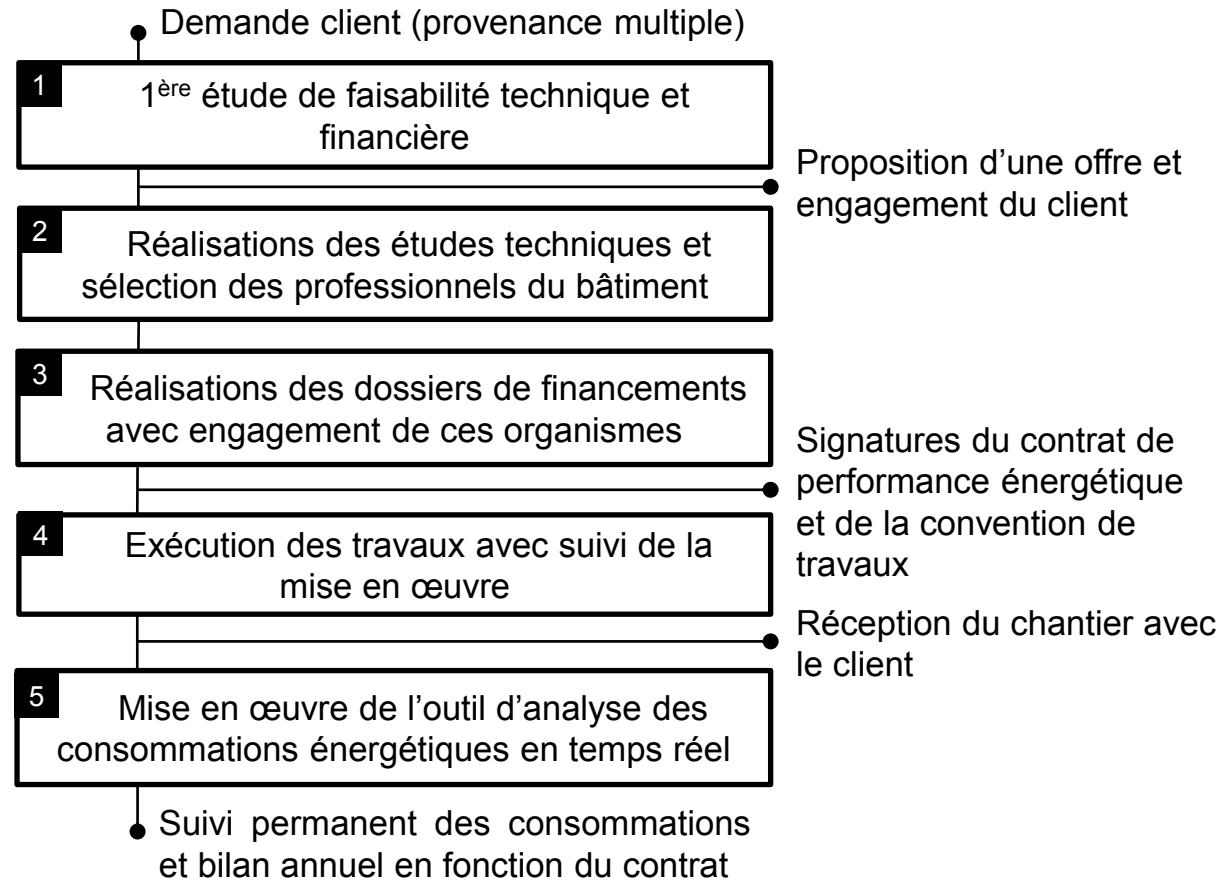 Demande client (provenance multiple)
1
1ère étude de faisabilité technique et
financière
Proposition d'une offre et
engagement du client
2
Réalisations des études techniques et
sélection des professionnels du bâtiment
3
Réalisations des dossiers de financements
avec engagement de ces organismes
Signatures du contrat de
performance énergétique
et de la convention de
travaux
4
Exécution des travaux avec suivi de la
mise en œuvre
Réception du chantier avec
le client
5
Mise en œuvre de l'outil d'analyse des
consommations énergétiques en temps réel
Suivi permanent des consommations
et bilan annuel en fonction du contrat